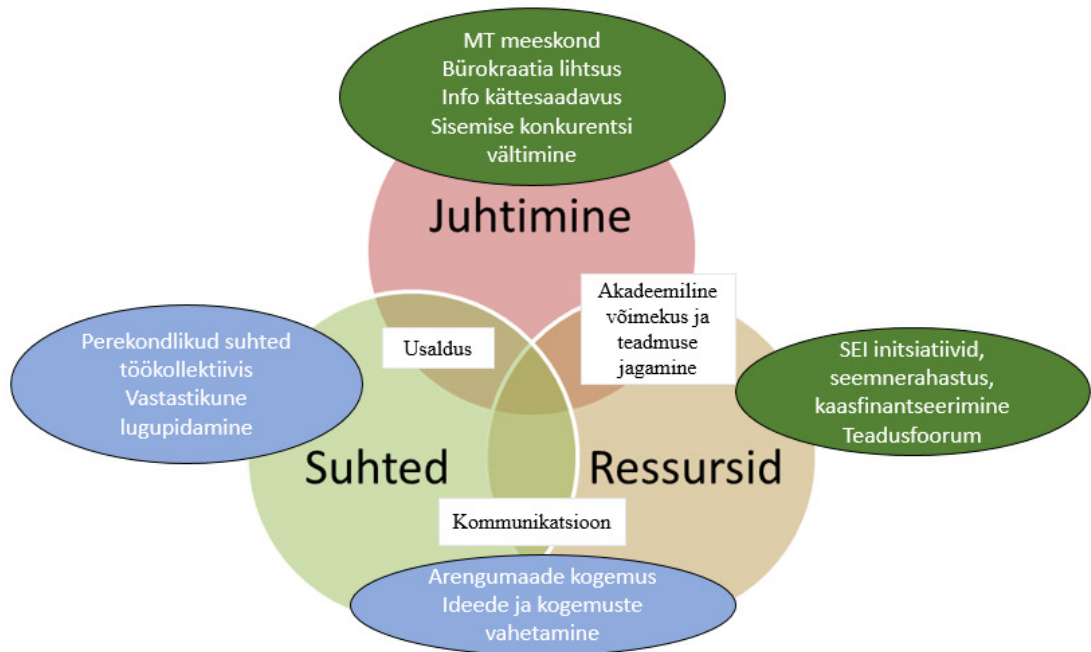 MT meeskond
Bürokraatia lihtsus
Info kättesaadavus
Sisemise konkurentsi
vältimine
Juhtimine
Akadeemiline
võimekus ja
teadmuse
jagamine
Usaldus
Perekondlikud suhted
töökollektiivis
Vastastikune
lugupidamine
SEI initsiatiivid,
seemnerahastus,
kaasfinantseerimine
Teadusfoorum
Suhted
Ressursid
Kommunikatsioon
Arengumaade kogemus
Ideede ja kogemuste
vahetamine